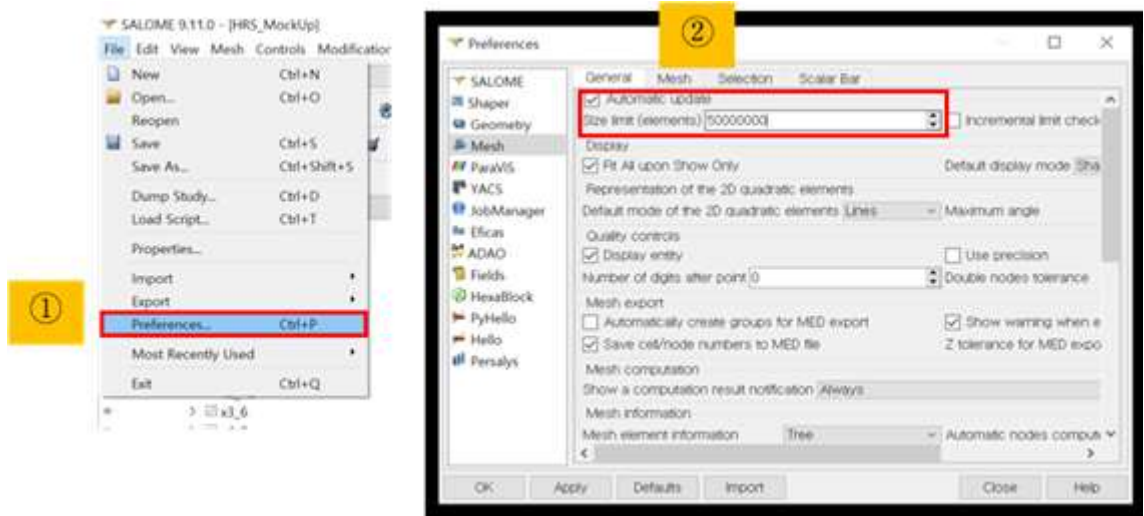 SALOME 9.11.0 - [HRS_MockUp]
File Edit View Mesh Controls Modification
New Ctrl+N
Open... Ctrl+O
Reopen
Save Ctrl+S
Save As... Ctrl+Shift+S
Dump Study... Ctrl+D
Load Script... Ctrl+T
Properties...
Import
Export
①
Preferences... Ctrl+P
Most Recently Used
Exit Ctrl+Q
x3_6
②
Preferences
SALOME
Shaper
Geometry
Mesh
ParaViS
YACS
JobManager
Eficas
ADAO
Fields
HexaBlock
PyHello
Hello
Persalys
General Mesh Selection Scalar Bar
Automatic update
Size limit (elements) 50000000 Incremental limit check
Display
Fit All upon Show Only Default display mode Sha
Representation of the 2D quadratic elements
Default mode of the 2D quadratic elements Lines Maximum angle
Quality controls
Display entity Use precision
Number of digits after point 0 Double nodes tolerance
Mesh export
Automatically create groups for MED export Show warning when e
Save cell/node numbers to MED file Z tolerance for MED expo
Mesh computation
Show a computation result notification Always
Mesh information
Mesh element information Tree Automatic nodes compu
OK Apply Defaults Import Close Help